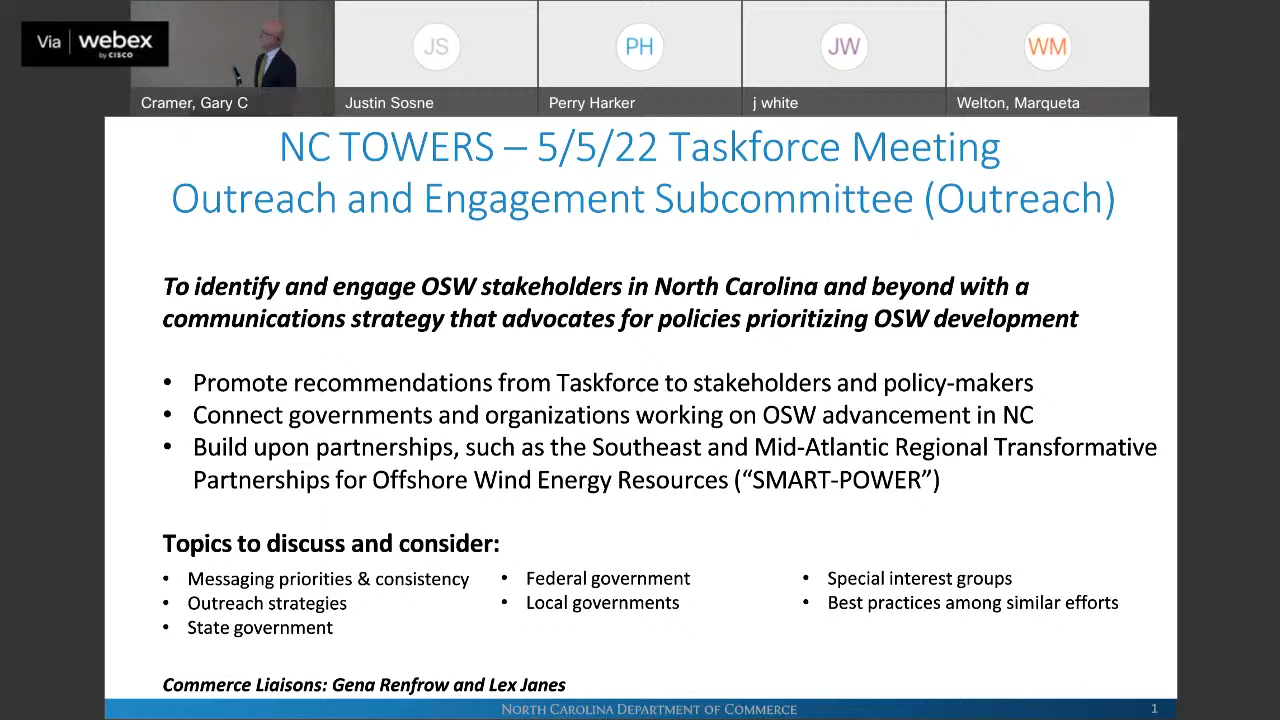 Via webex
by CISCO
JS PH JW WM
Cramer, Gary C Justin Sosne Perry Harker j white Welton, Marqueta
NC TOWERS – 5/5/22 Taskforce Meeting
Outreach and Engagement Subcommittee (Outreach)
To identify and engage OSW stakeholders in North Carolina and beyond with a
communications strategy that advocates for policies prioritizing OSW development
• Promote recommendations from Taskforce to stakeholders and policy-makers
• Connect governments and organizations working on OSW advancement in NC
• Build upon partnerships, such as the Southeast and Mid-Atlantic Regional Transformative
Partnerships for Offshore Wind Energy Resources (“SMART-POWER”)
Topics to discuss and consider:
• Messaging priorities & consistency
• Outreach strategies
• State government
• Federal government
• Local governments
• Special interest groups
• Best practices among similar efforts
Commerce Liaisons: Gena Renfrow and Lex Janes
NORTH CAROLINA DEPARTMENT OF COMMERCE 1